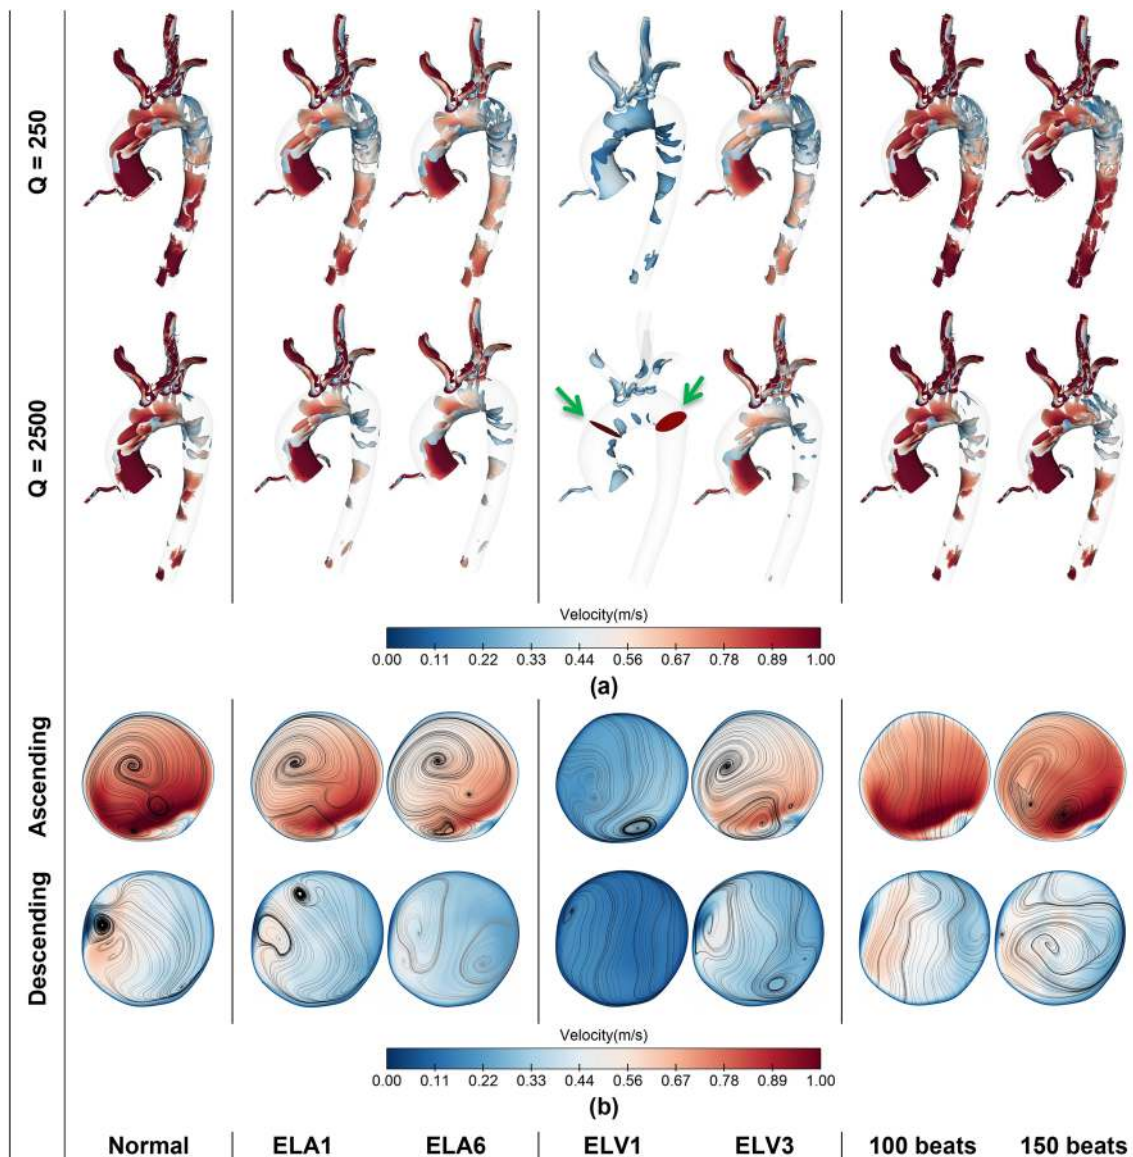 Q = 250
Q = 2500
Velocity(m/s)
0.00 0.11 0.22 0.33 0.44 0.56 0.67 0.78 0.89 1.00
(a)
Ascending
Descending
Velocity(m/s)
0.00 0.11 0.22 0.33 0.44 0.56 0.67 0.78 0.89 1.00
(b)
Normal ELA1 ELA6 ELV1 ELV3 100 beats 150 beats